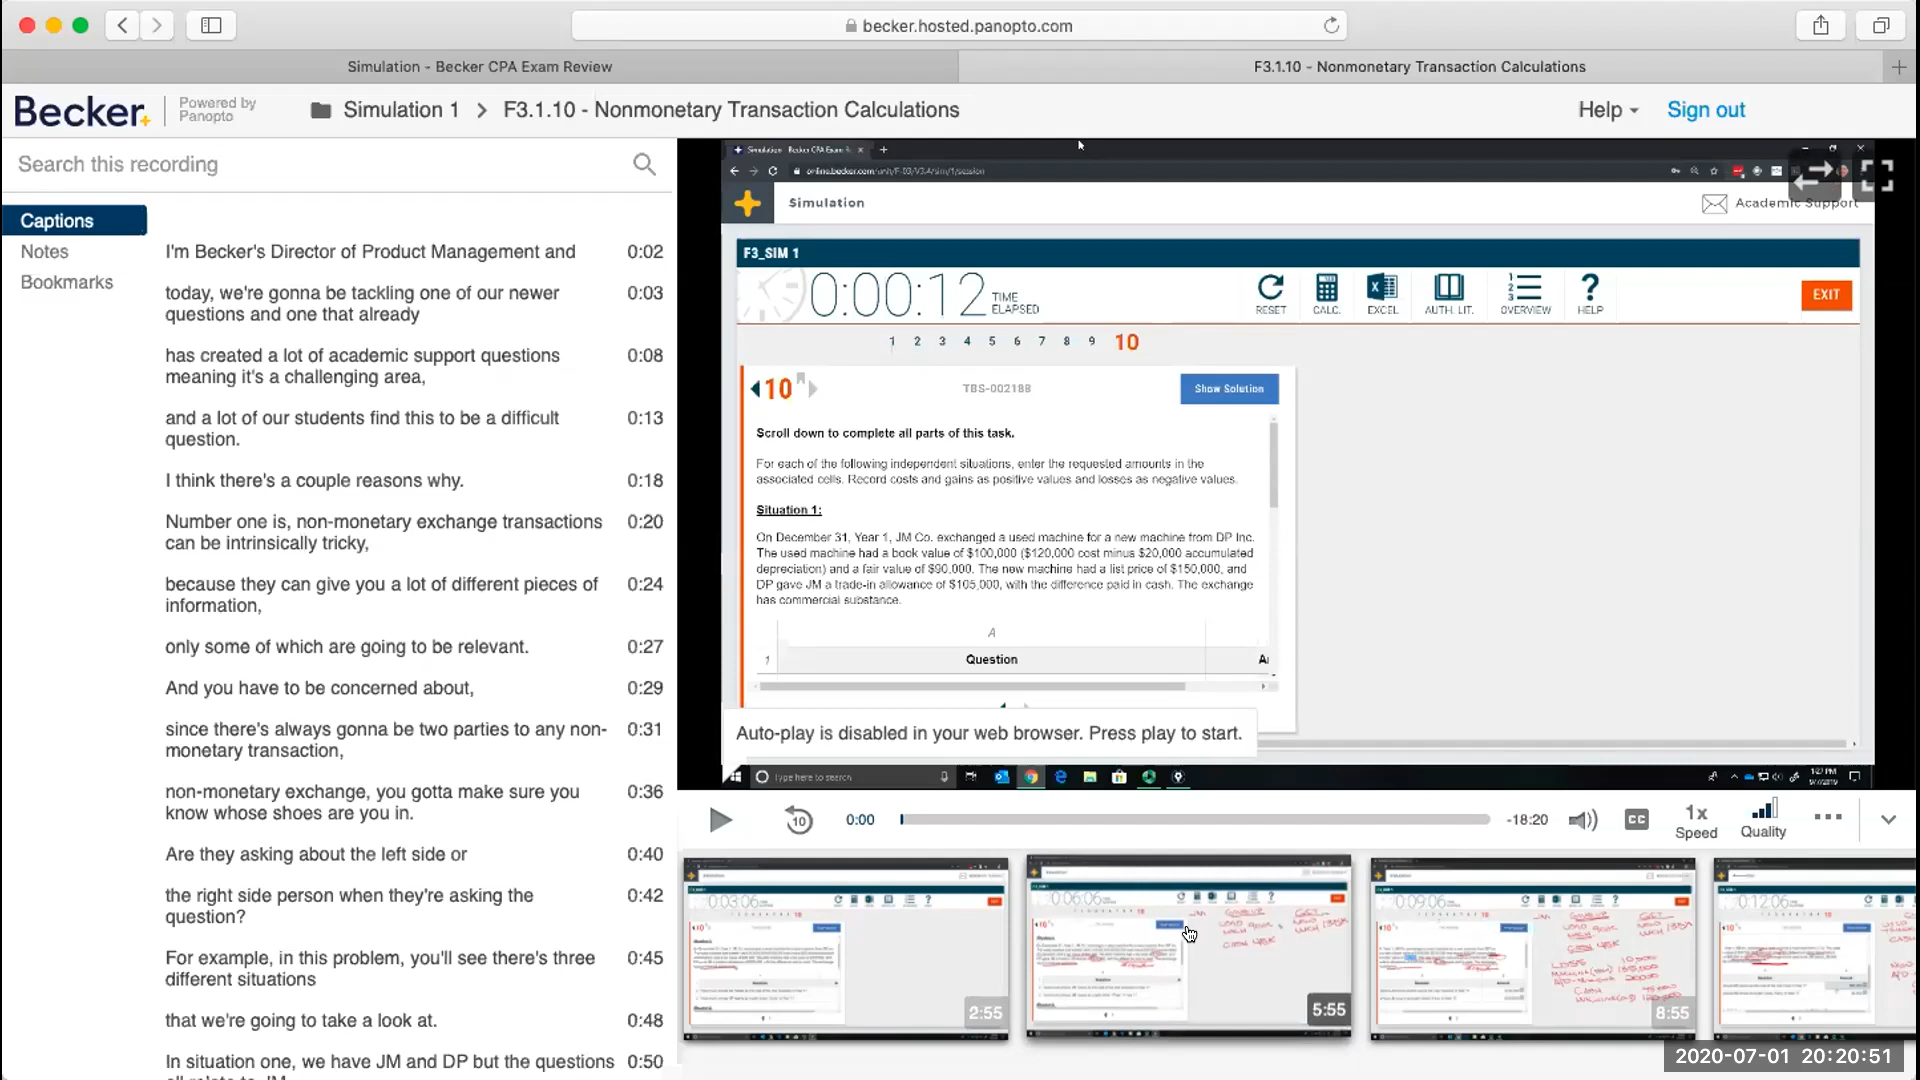 becker.hosted.panopto.com
Simulation - Becker CPA Exam Review
F3.1.10 - Nonmonetary Transaction Calculations
Becker.
Powered by
Panopto
Simulation 1 > F3.1.10 - Nonmonetary Transaction Calculations
Help
Sign out
Search this recording
Captions
Notes
Bookmarks
I'm Becker's Director of Product Management and 0:02
today, we're gonna be tackling one of our newer 0:03
questions and one that already
has created a lot of academic support questions 0:08
meaning it's a challenging area,
and a lot of our students find this to be a difficult 0:13
question.
I think there's a couple reasons why. 0:18
Number one is, non-monetary exchange transactions 0:20
can be intrinsically tricky,
because they can give you a lot of different pieces of 0:24
information,
only some of which are going to be relevant. 0:27
And you have to be concerned about, 0:29
since there's always gonna be two parties to any non- 0:31
monetary transaction,
non-monetary exchange, you gotta make sure you 0:36
know whose shoes are you in.
Are they asking about the left side or 0:40
the right side person when they're asking the 0:42
question?
For example, in this problem, you'll see there's three 0:45
different situations
that we're going to take a look at. 0:48
In situation one, we have JM and DP but the questions 0:50
Simulation
Academic Support
F3_SIM 1
0:00:12 TIME
ELAPSED
RESET
CALC.
EXCEL
AUTH. LIT.
OVERVIEW
HELP
EXIT
1 2 3 4 5 6 7 8 9 10
10
TBS-002188
Show Solution
Scroll down to complete all parts of this task.
For each of the following independent situations, enter the requested amounts in the
associated cells. Record costs and gains as positive values and losses as negative values.
Situation 1:
On December 31, Year 1, JM Co. exchanged a used machine for a new machine from DP Inc.
The used machine had a book value of $100,000 ($120,000 cost minus $20,000 accumulated
depreciation) and a fair value of $90,000. The new machine had a list price of $150,000, and
DP gave JM a trade-in allowance of $105,000, with the difference paid in cash. The exchange
has commercial substance.
A
1 Question
Auto-play is disabled in your web browser. Press play to start.
Type here to search
1:27 PM
10
0:00
-18:20
CC
1x
Speed
Quality
2:55
5:55
8:55
2020-07-01 20:20:51